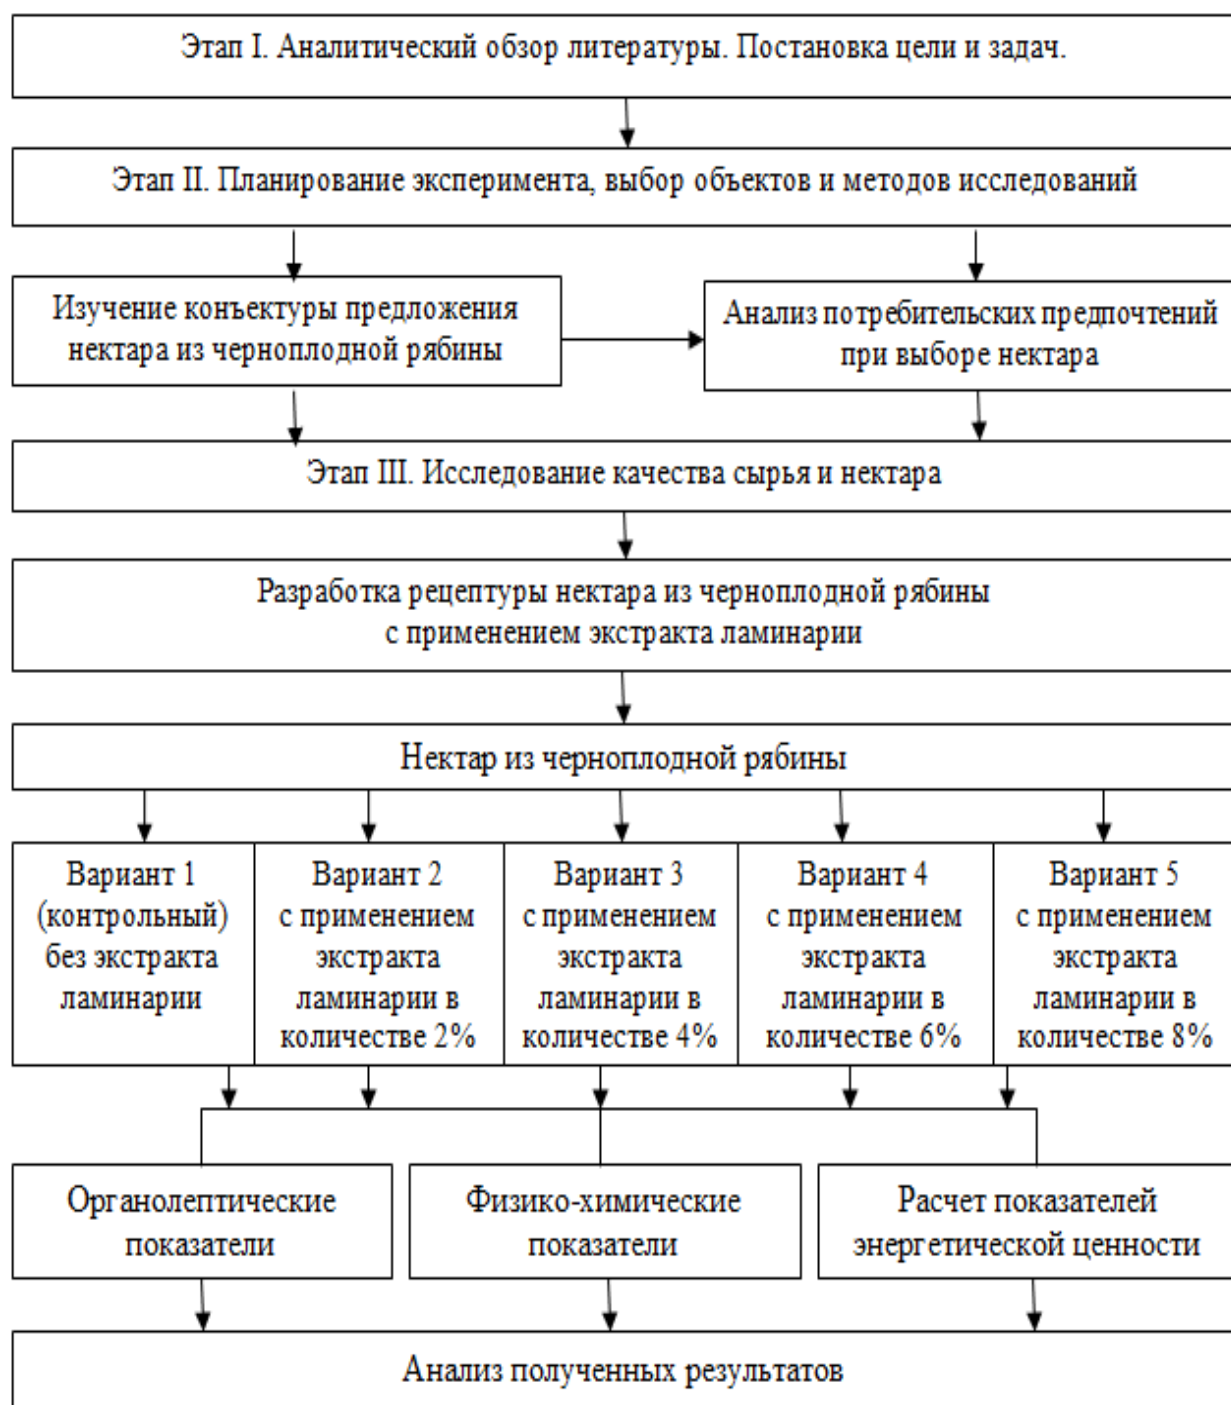 Этап I. Аналитический обзор литературы. Постановка цели и задач.
Этап II. Планирование эксперимента, выбор объектов и методов исследований
Изучение конъектуры предложения
нектара из черноплодной рябины
Анализ потребительских предпочтений
при выборе нектара
Этап III. Исследование качества сырья и нектара
Разработка рецептуры нектара из черноплодной рябины
с применением экстракта ламинарии
Нектар из черноплодной рябины
Вариант 1
(контрольный)
без экстракта
ламинарии
Вариант 2
с применением
экстракта
ламинарии в
количестве 2%
Вариант 3
с применением
экстракта
ламинарии в
количестве 4%
Вариант 4
с применением
экстракта
ламинарии в
количестве 6%
Вариант 5
с применением
экстракта
ламинарии в
количестве 8%
Органолептические
показатели
Физико-химические
показатели
Расчет показателей
энергетической ценности
Анализ полученных результатов